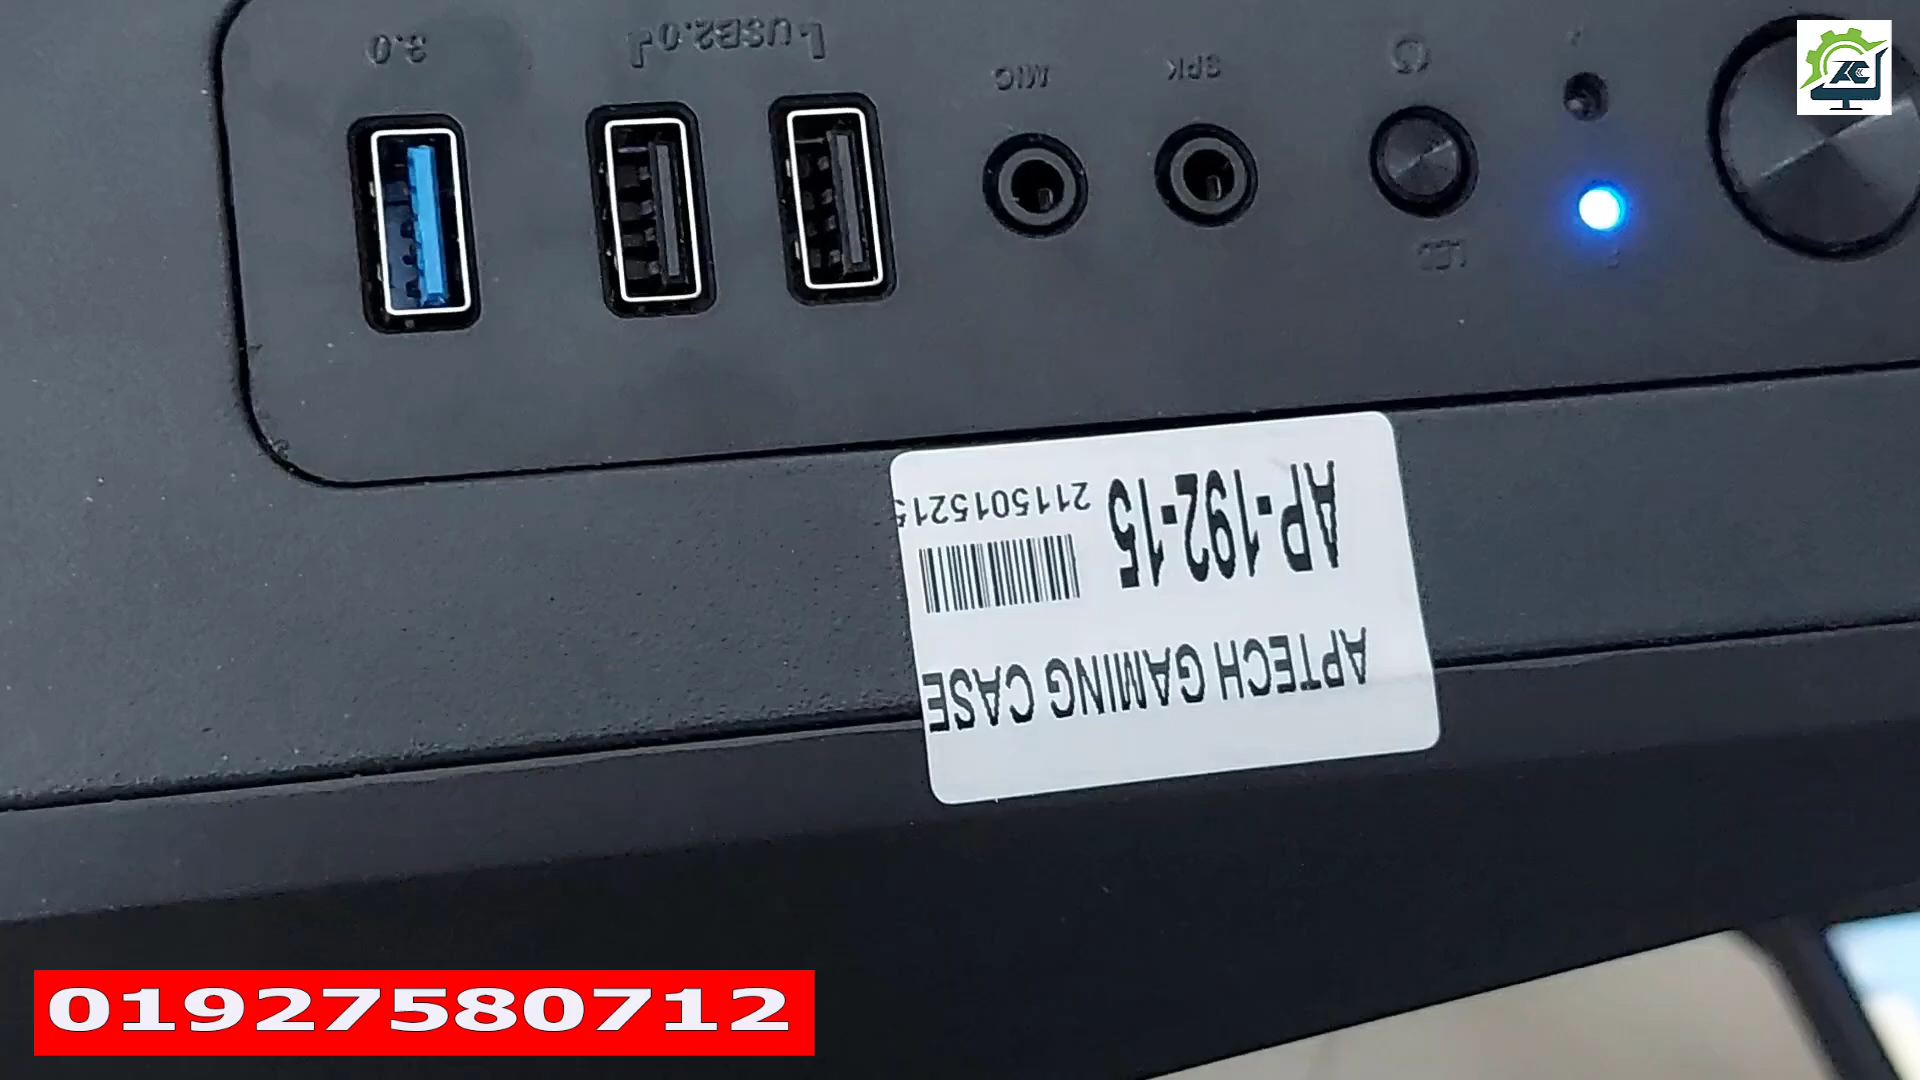 3.0
USB2.0
MIC
SPK
LED
APTECH GAMING CASE
AP-192-15
2115015215
01927580712